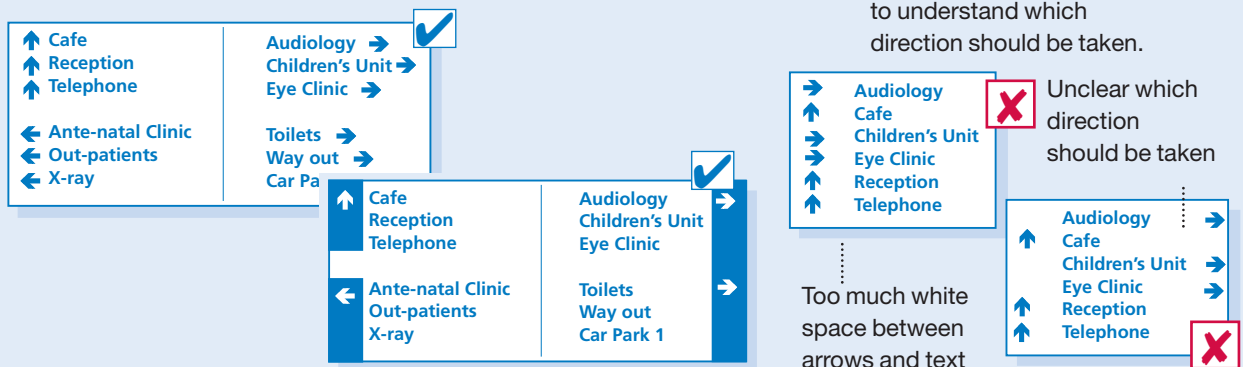 to understand which
direction should be taken.
Cafe
Reception
Telephone
Ante-natal Clinic
Out-patients
X-ray
Audiology
Children's Unit
Eye Clinic
Toilets
Way out
Car Pa
Cafe
Reception
Telephone
Ante-natal Clinic
Out-patients
X-ray
Audiology
Children's Unit
Eye Clinic
Toilets
Way out
Car Park 1
Audiology
Cafe
Children's Unit
Eye Clinic
Reception
Telephone
Unclear which
direction
should be taken
Too much white
space between
arrows and text
Audiology
Cafe
Children's Unit
Eye Clinic
Reception
Telephone